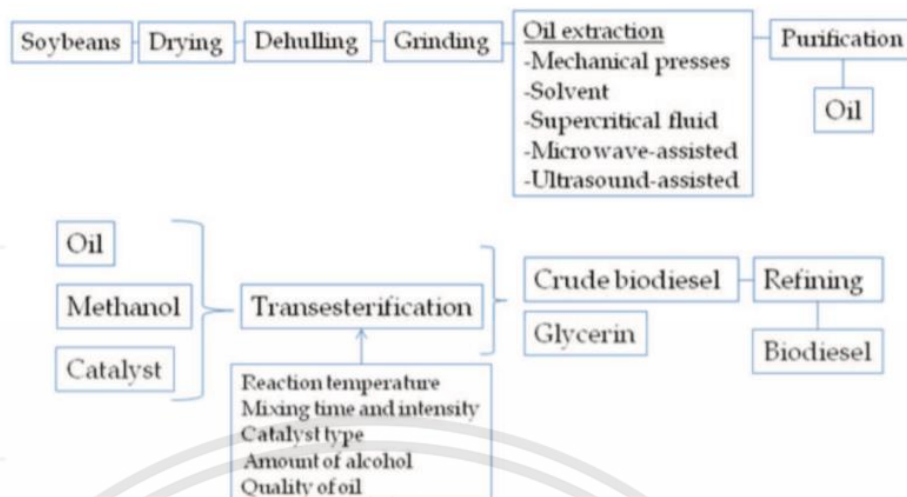 Soybeans
Drying
Dehulling
Grinding
Oil extraction
-Mechanical presses
-Solvent
-Supercritical fluid
-Microwave-assisted
-Ultrasound-assisted
Purification
Oil
Oil
Methanol
Catalyst
Transesterification
Reaction temperature
Mixing time and intensity
Catalyst type
Amount of alcohol
Quality of oil
Crude biodiesel
Glycerin
Refining
Biodiesel